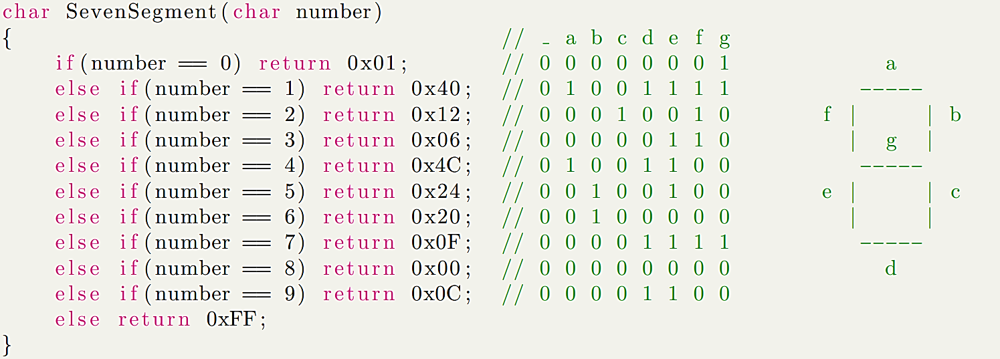 char SevenSegment(char number)
{ // _ a b c d e f g
if(number == 0) return 0x01; // 0 0 0 0 0 0 0 1 a
else if(number == 1) return 0x40; // 0 1 0 0 1 1 1 1 -----
else if(number == 2) return 0x12; // 0 0 0 1 0 0 1 0 f | | b
else if(number == 3) return 0x06; // 0 0 0 0 0 1 1 0 | g |
else if(number == 4) return 0x4C; // 0 1 0 0 1 1 0 0 -----
else if(number == 5) return 0x24; // 0 0 1 0 0 1 0 0 e | | c
else if(number == 6) return 0x20; // 0 0 1 0 0 0 0 0 | |
else if(number == 7) return 0x0F; // 0 0 0 0 1 1 1 1 -----
else if(number == 8) return 0x00; // 0 0 0 0 0 0 0 0 d
else if(number == 9) return 0x0C; // 0 0 0 0 1 1 0 0
else return 0xFF;
}